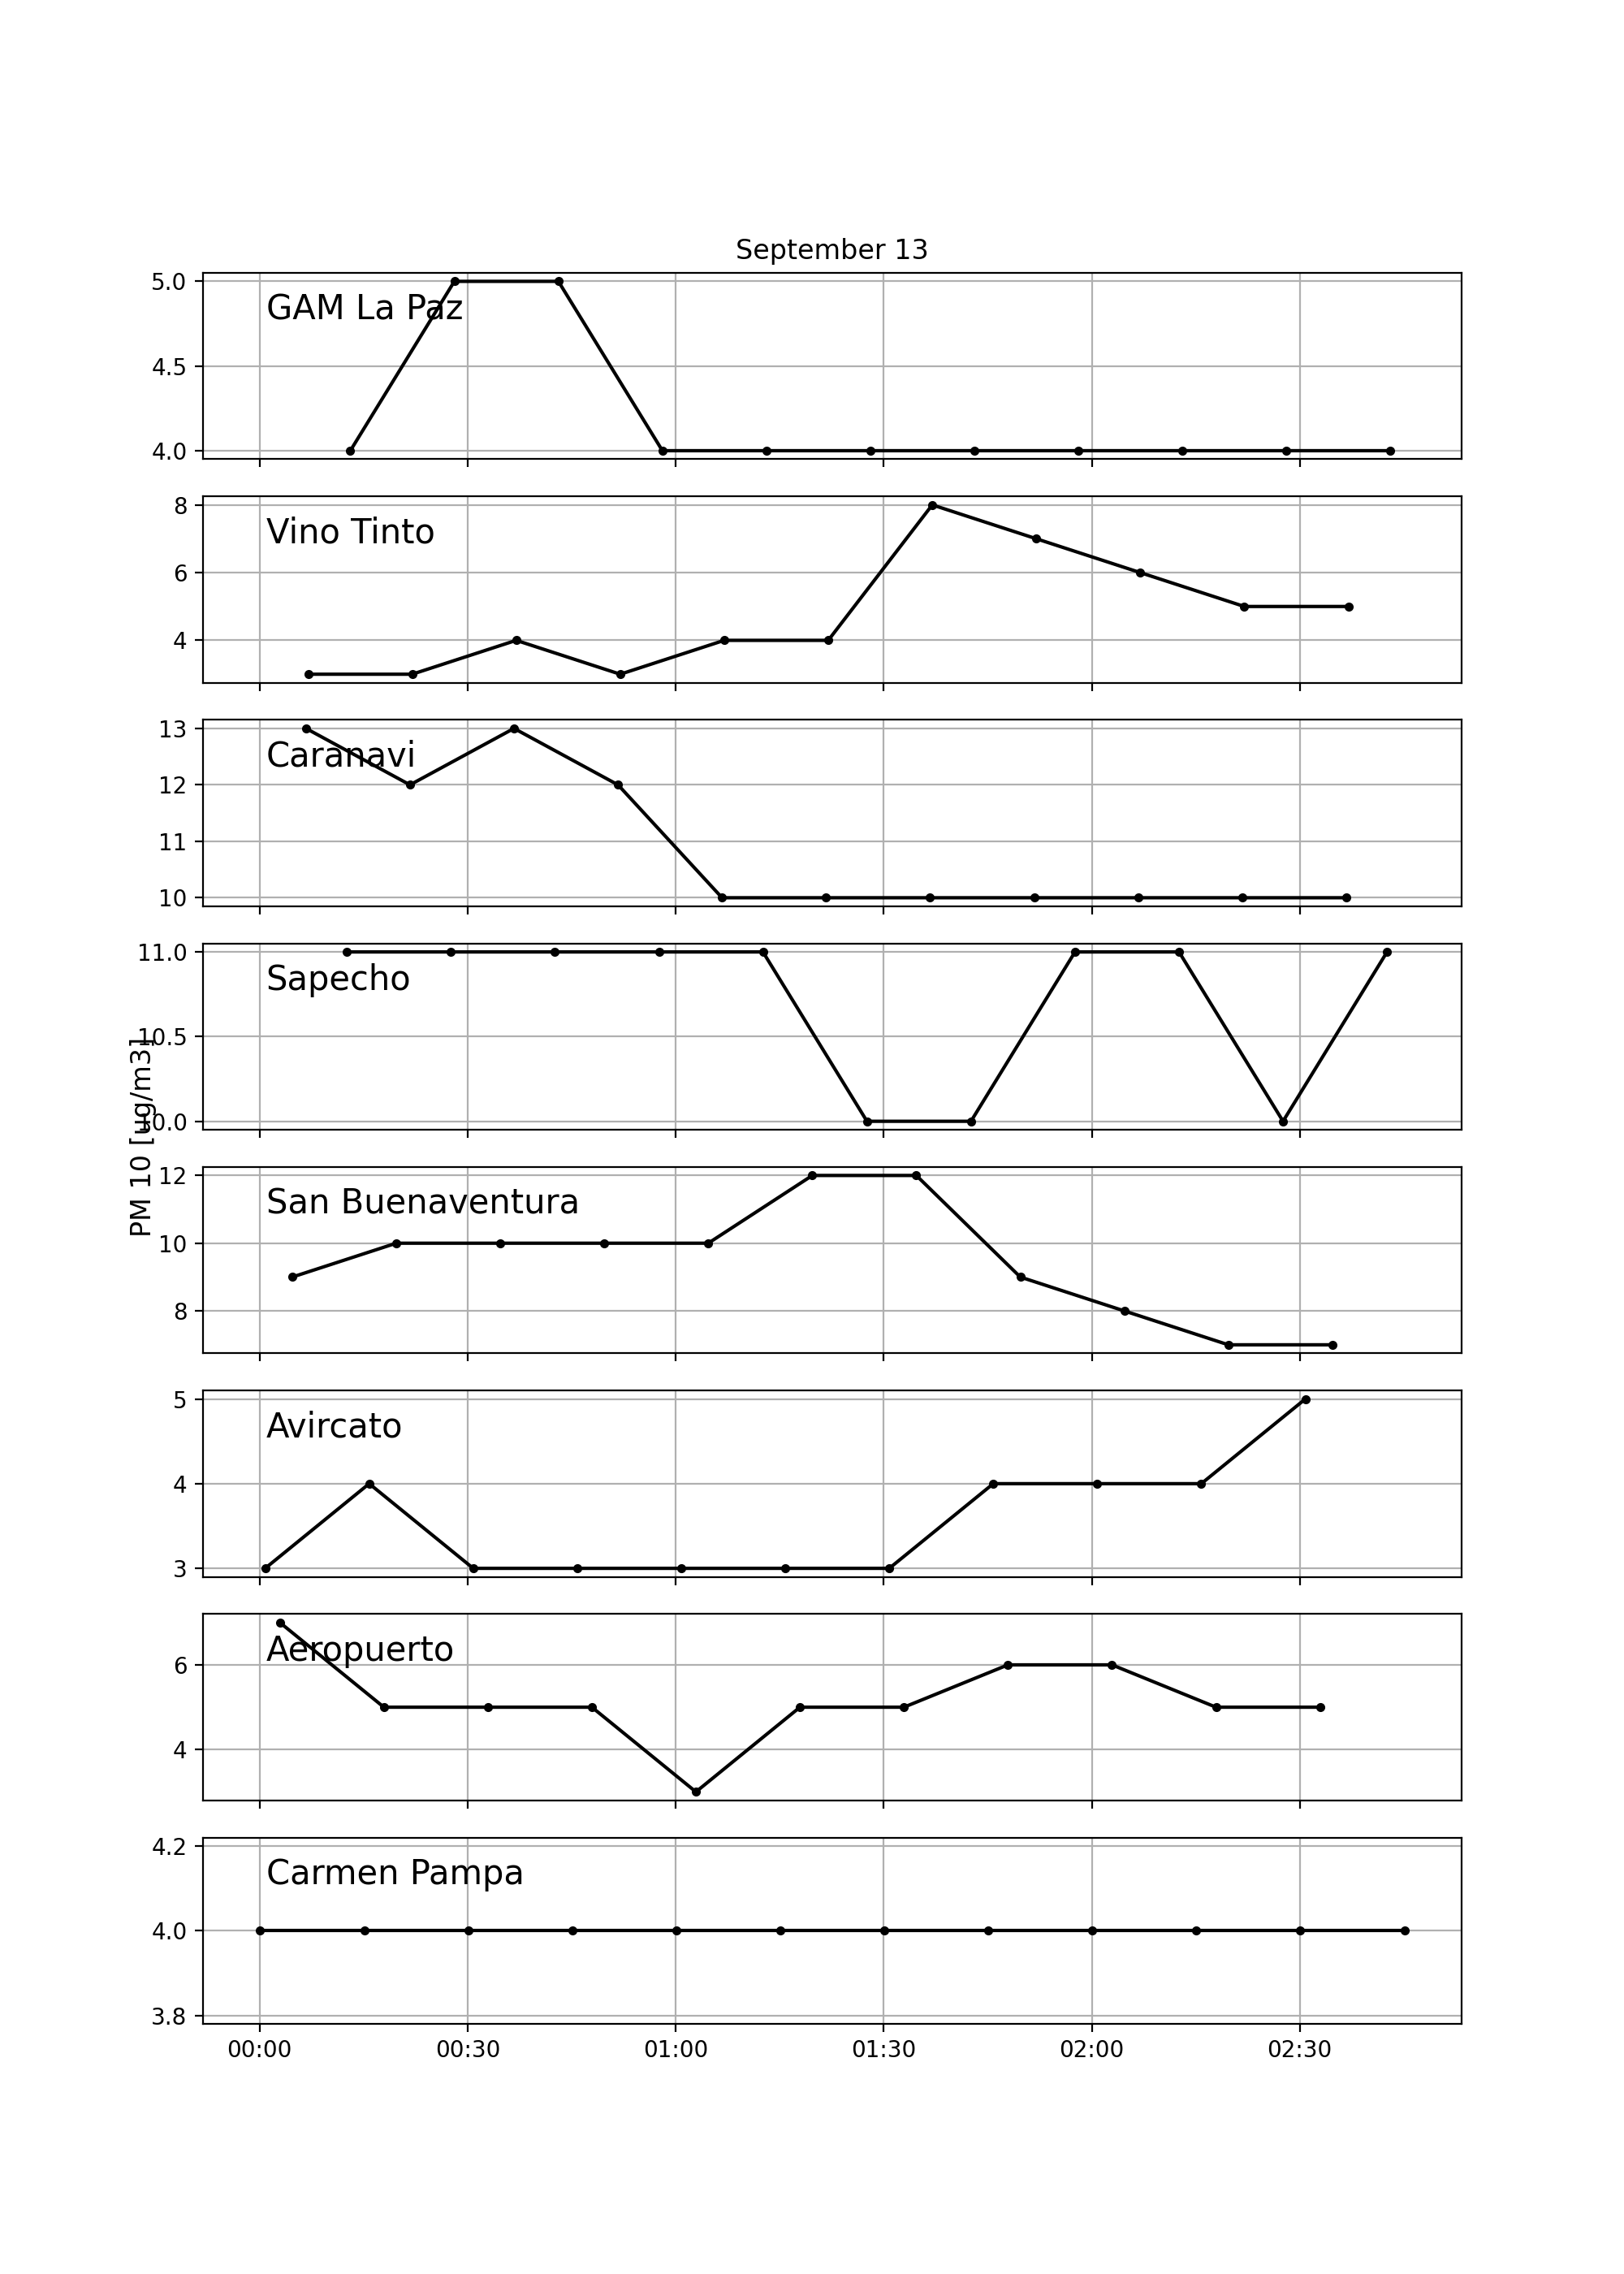 September 13
5.0
GAM La Paz
4.5
4.0
8
Vino Tinto
6
4
13
Caranavi
12
11
10
11.0
Sapecho
10.5
10.0
PM 10 [ug/m3]
12
San Buenaventura
10
8
5
Avircato
4
3
Aeropuerto
6
4
4.2
Carmen Pampa
4.0
3.8
00:00 00:30 01:00 01:30 02:00 02:30